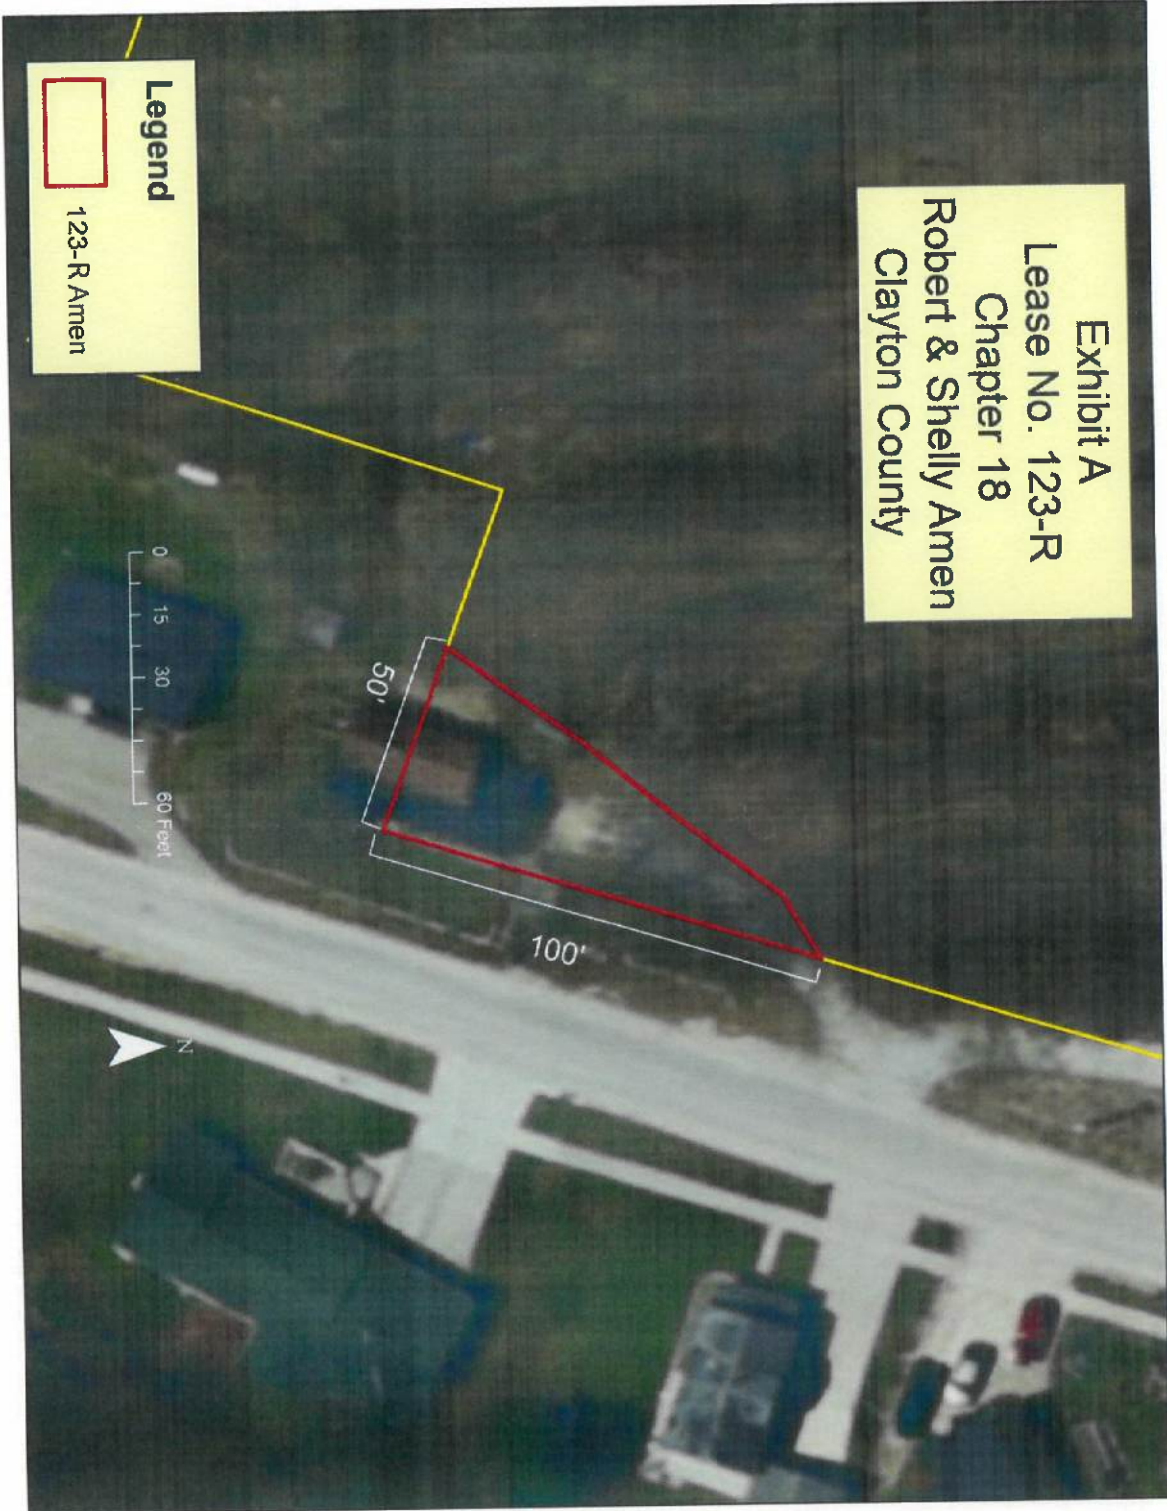 Exhibit A
Lease No. 123-R
Chapter 18
Robert & Shelly Amen
Clayton County
50'
100'
Legend
123-R Amen
0 15 30 60 Feet
N